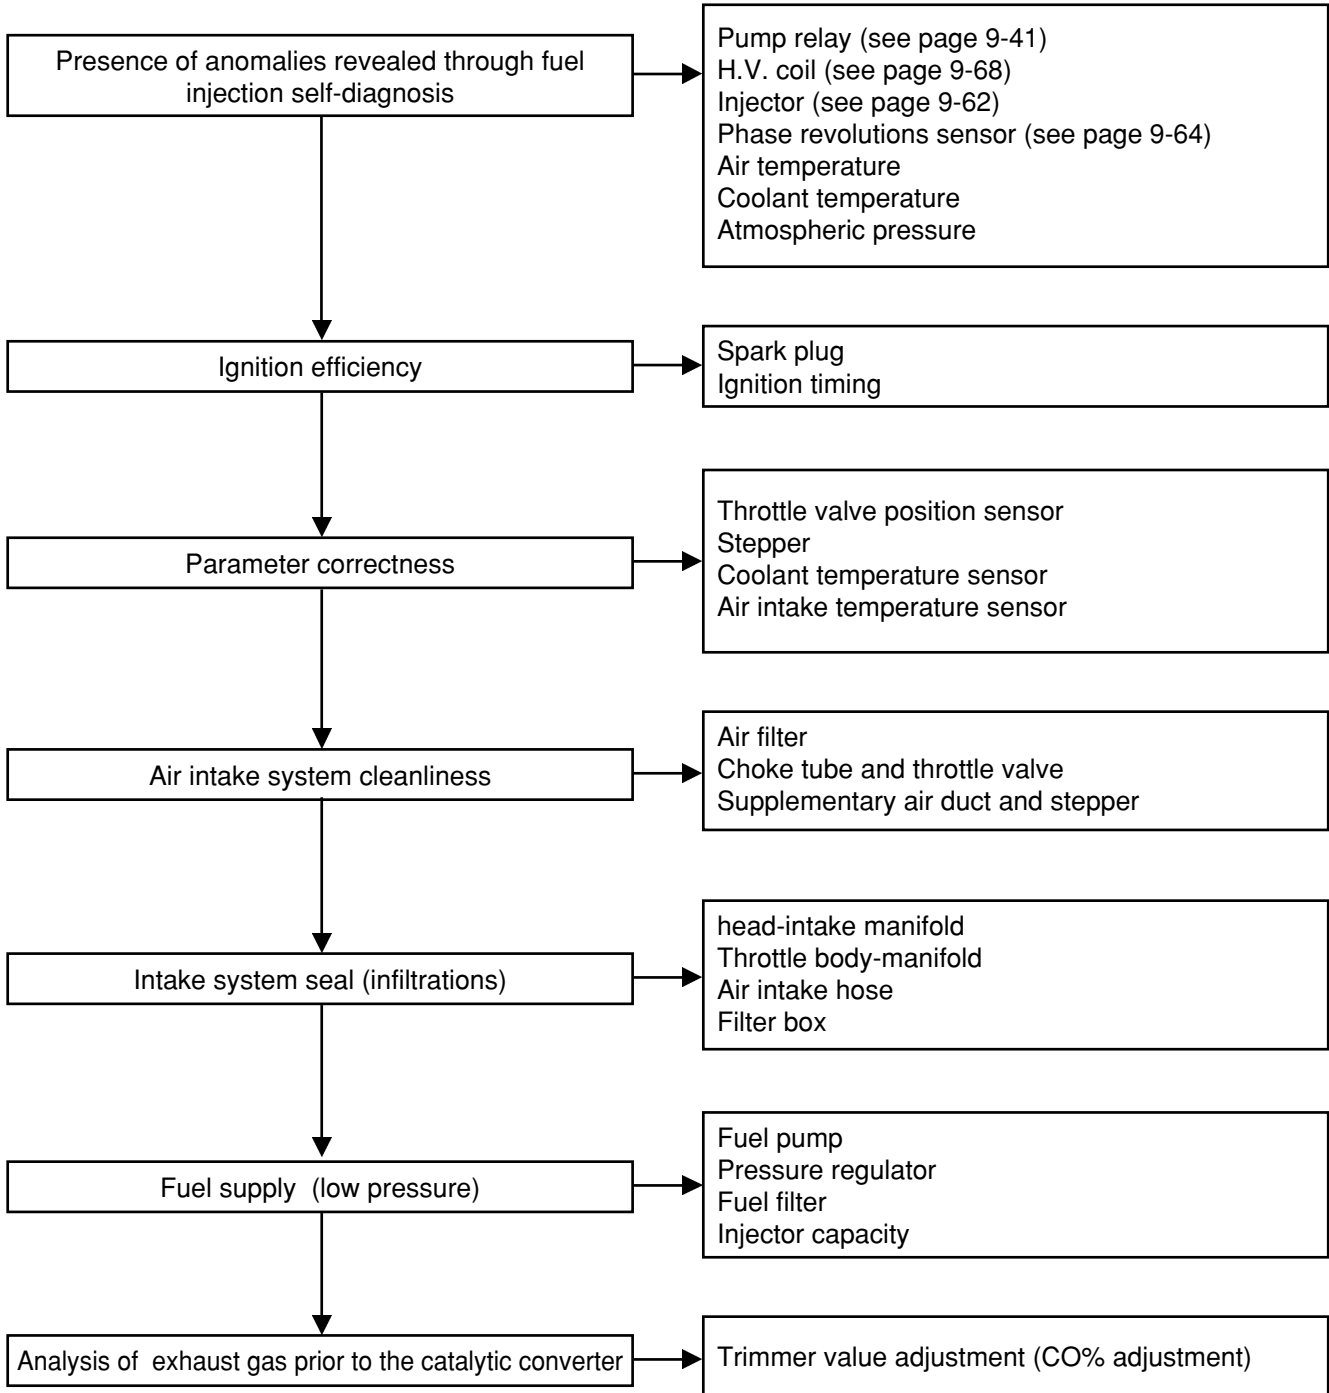 Presence of anomalies revealed through fuel
injection self-diagnosis
Pump relay (see page 9-41)
H.V. coil (see page 9-68)
Injector (see page 9-62)
Phase revolutions sensor (see page 9-64)
Air temperature
Coolant temperature
Atmospheric pressure
Ignition efficiency
Spark plug
Ignition timing
Parameter correctness
Throttle valve position sensor
Stepper
Coolant temperature sensor
Air intake temperature sensor
Air intake system cleanliness
Air filter
Choke tube and throttle valve
Supplementary air duct and stepper
Intake system seal (infiltrations)
head-intake manifold
Throttle body-manifold
Air intake hose
Filter box
Fuel supply (low pressure)
Fuel pump
Pressure regulator
Fuel filter
Injector capacity
Analysis of exhaust gas prior to the catalytic converter
Trimmer value adjustment (CO% adjustment)